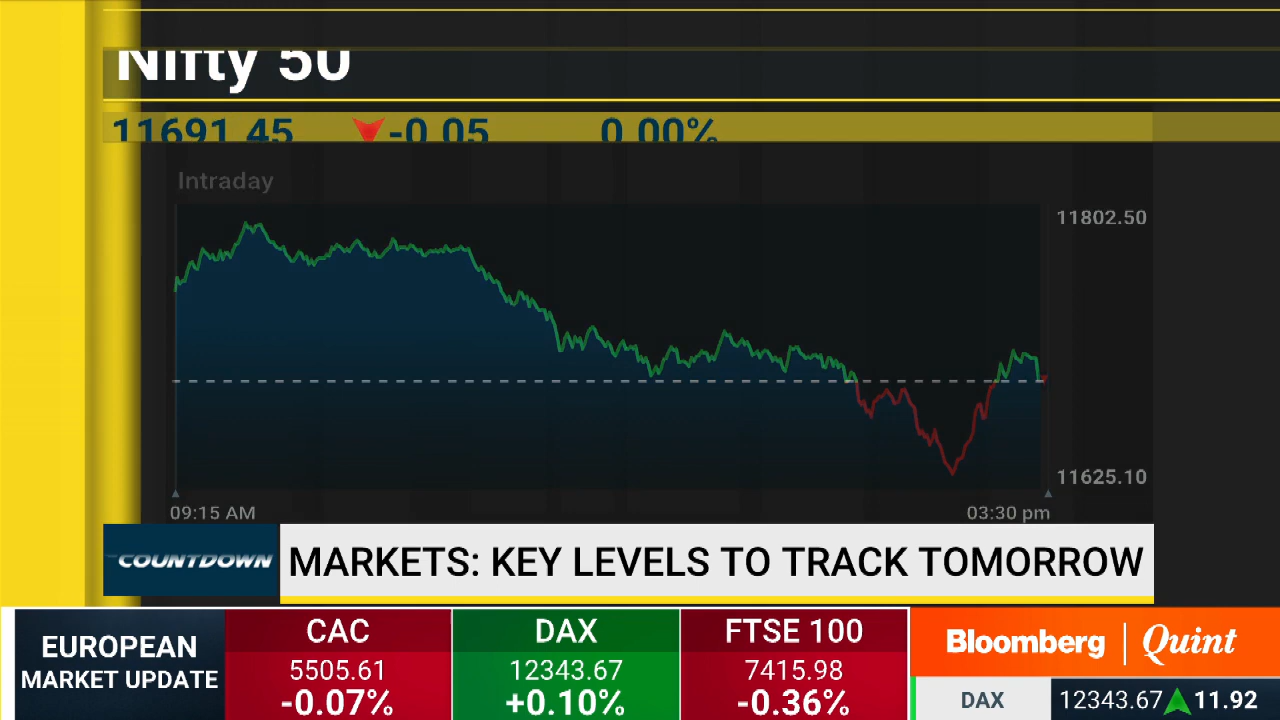 Nifty 50
11691.45 -0.05 0.00%
Intraday
11802.50
11625.10
09:15 AM 03:30 pm
COUNTDOWN
MARKETS: KEY LEVELS TO TRACK TOMORROW
EUROPEAN
MARKET UPDATE
CAC
5505.61
-0.07%
DAX
12343.67
+0.10%
FTSE 100
7415.98
-0.36%
Bloomberg | Quint
DAX 12343.67 11.92